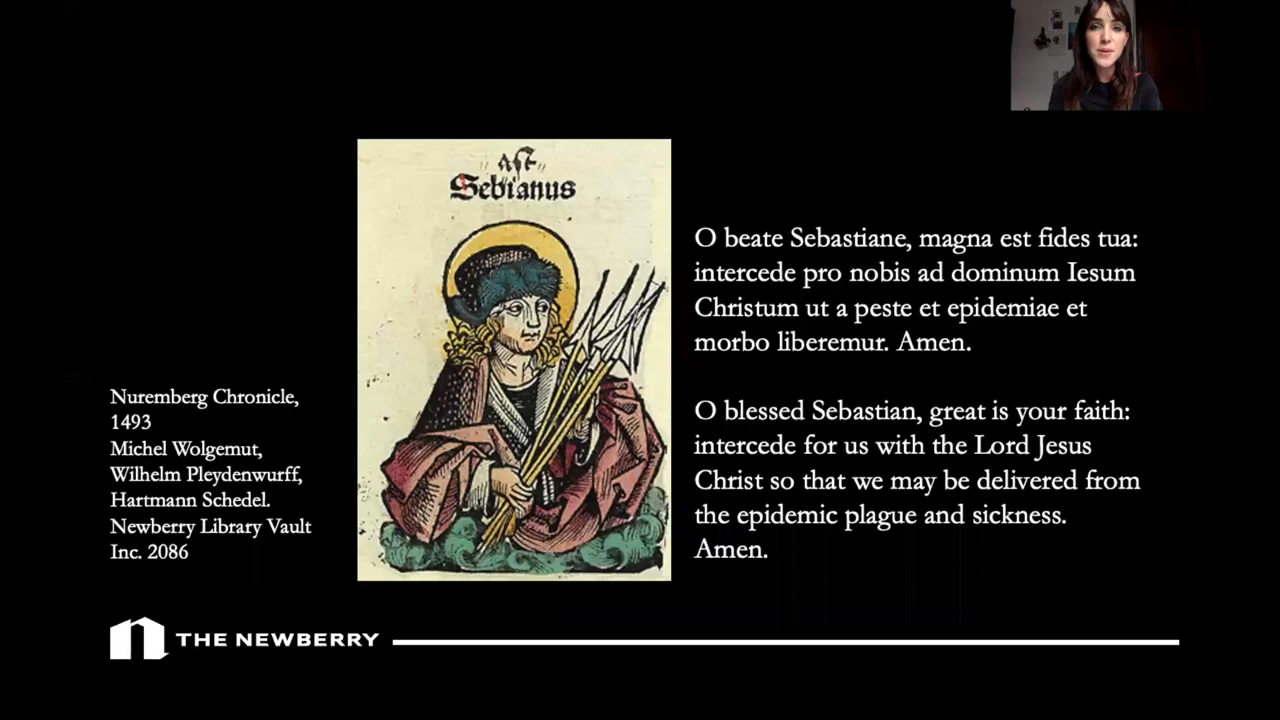 aſt
Sebianus
O beate Sebastiane, magna est fides tua:
intercede pro nobis ad dominum Iesum
Christum ut a peste et epidemiae et
morbo liberemur. Amen.
O blessed Sebastian, great is your faith:
intercede for us with the Lord Jesus
Christ so that we may be delivered from
the epidemic plague and sickness.
Amen.
Nuremberg Chronicle,
1493
Michel Wolgemut,
Wilhelm Pleydenwurff,
Hartmann Schedel.
Newberry Library Vault
Inc. 2086
THE NEWBERRY